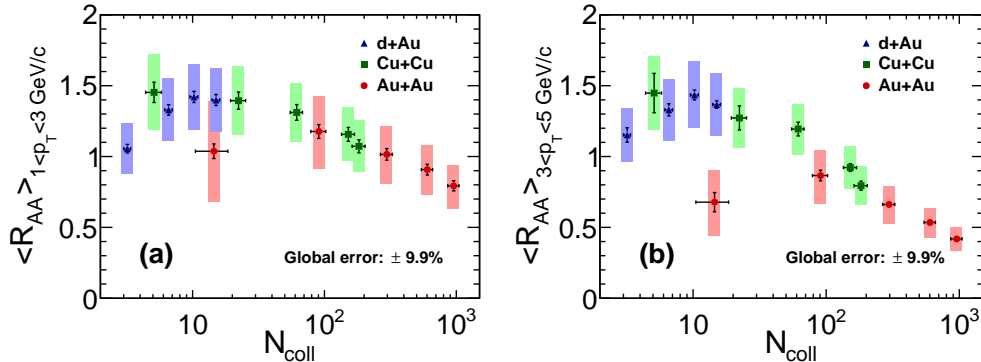 <R_AA>_1<p_T<3 GeV/c
2
1.5
1
0.5
0
d+Au
Cu+Cu
Au+Au
(a)
Global error: ± 9.9%
10
10^2
10^3
N_coll
<R_AA>_3<p_T<5 GeV/c
2
1.5
1
0.5
0
d+Au
Cu+Cu
Au+Au
(b)
Global error: ± 9.9%
10
10^2
10^3
N_coll